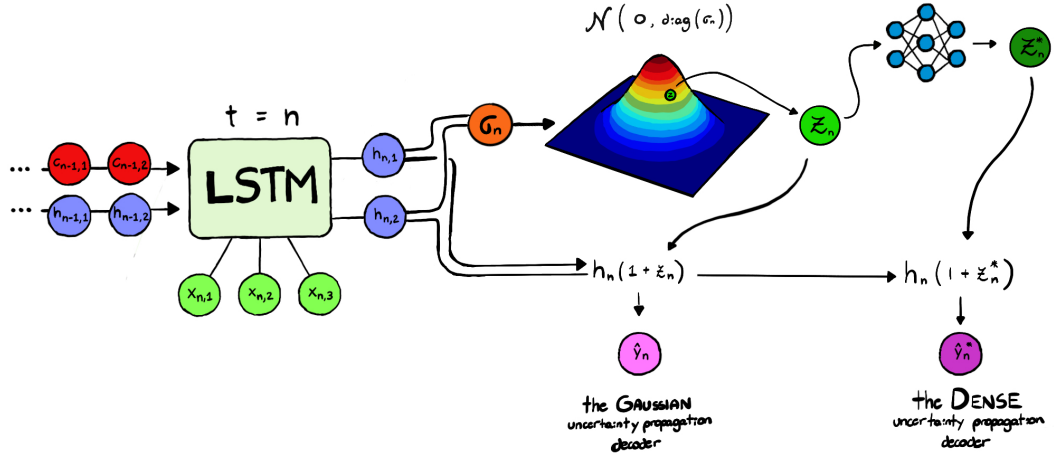 𝒩 ( 0, diag(σₙ))
t = n
σₙ
zₙ
z*ₙ
z
... cₙ₋₁,₁ cₙ₋₁,₂
LSTM
hₙ,₁
... hₙ₋₁,₁ hₙ₋₁,₂
hₙ,₂
xₙ,₁ xₙ,₂ xₙ,₃
hₙ(1 + zₙ)
hₙ(1 + z*ₙ)
ŷₙ
ŷ*ₙ
the GAUSSIAN
uncertainty propagation
decoder
the DENSE
uncertainty propagation
decoder